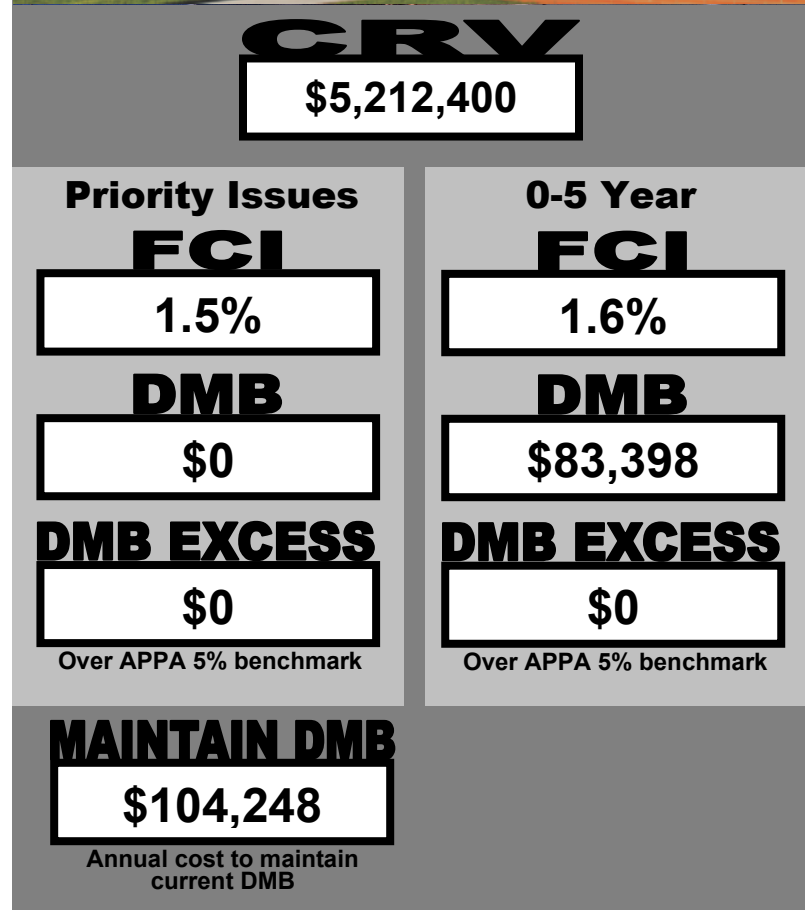 CRV
$5,212,400
Priority Issues
FCI
1.5%
DMB
$0
DMB EXCESS
$0
Over APPA 5% benchmark
0-5 Year
FCI
1.6%
DMB
$83,398
DMB EXCESS
$0
Over APPA 5% benchmark
MAINTAIN DMB
$104,248
Annual cost to maintain
current DMB